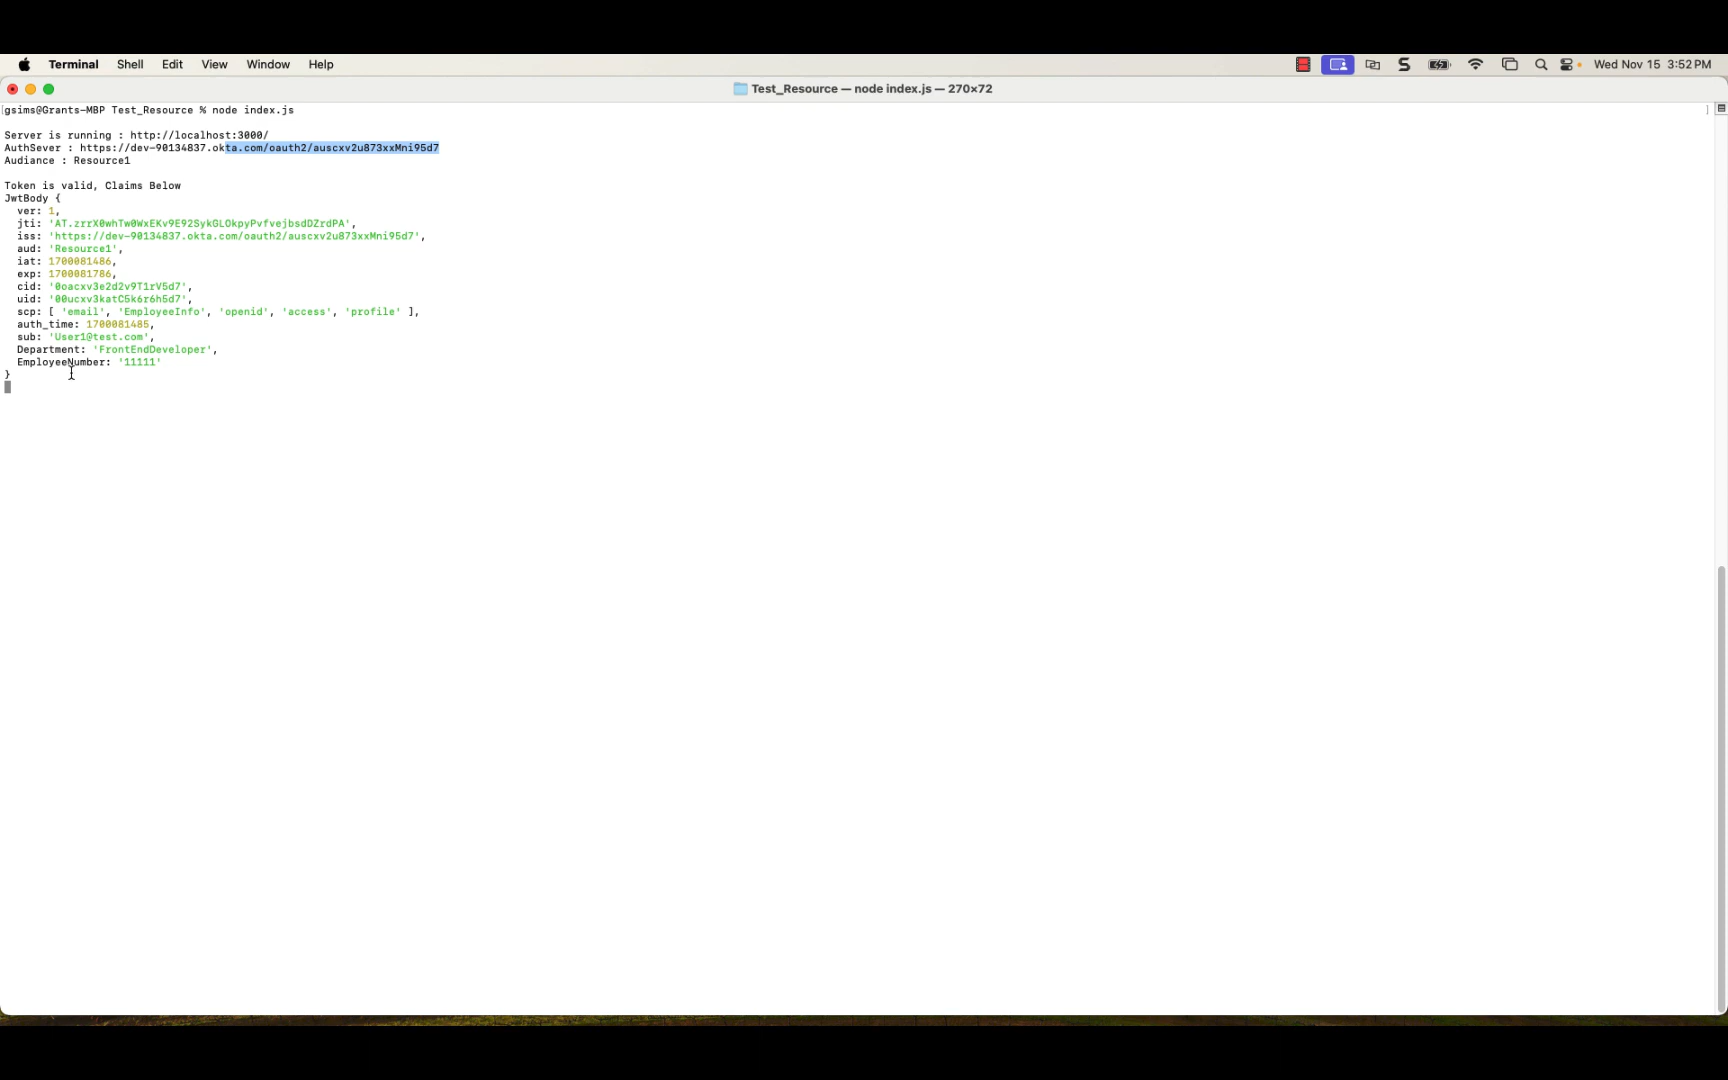 Terminal Shell Edit View Window Help Wed Nov 15 3:52 PM
Test_Resource — node index.js — 270×72
[gsims@Grants-MBP Test_Resource % node index.js ]
Server is running : http://localhost:3000/
AuthSever : https://dev-90134837.okta.com/oauth2/auscxv2u873xxMni95d7
Audiance : Resource1
Token is valid, Claims Below
JwtBody {
ver: 1,
jti: 'AT.zrrX0whTw0WxEKv9E92SykGLOkpyPvfvejbsdDZrdPA',
iss: 'https://dev-90134837.okta.com/oauth2/auscxv2u873xxMni95d7',
aud: 'Resource1',
iat: 1700081486,
exp: 1700081786,
cid: '0oacxv3e2d2v9T1rV5d7',
uid: '00ucxv3katC5k6r6h5d7',
scp: [ 'email', 'EmployeeInfo', 'openid', 'access', 'profile' ],
auth_time: 1700081485,
sub: 'User1@test.com',
Department: 'FrontEndDeveloper',
EmployeeNumber: '11111'
}